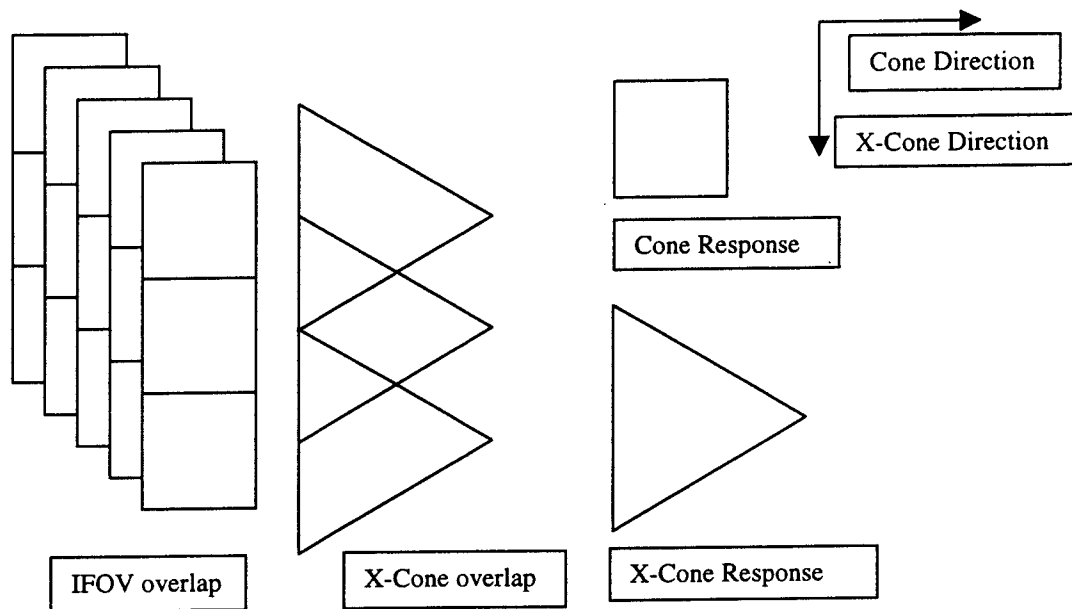 Cone Direction
X-Cone Direction
Cone Response
IFOV overlap
X-Cone overlap
X-Cone Response